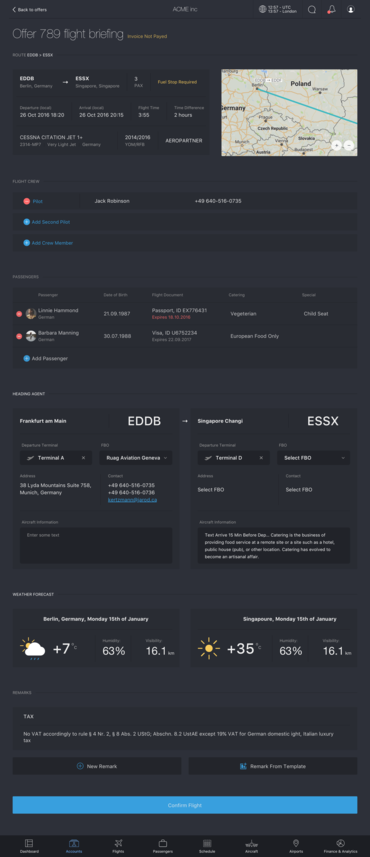 Back to offers
ACME inc
12:57 - UTC
13:57 - London
Offer 789 flight briefing
Invoice Not Payed
ROUTE EDDB > ESSX
EDDB
Berlin, Germany
→
ESSX
Singapore, Singapore
3
PAX
Fuel Stop Required
Departure (local)
26 Oct 2016 18:20
Arrival (local)
26 Oct 2016 20:15
Flight Time
3:55
Time Difference
2 hours
CESSNA CITATION JET 1+
Very Light Jet
Germany
2014/2016
AEROPARTNER
Poland
Warsaw
Germany
Prague
Czech Republic
Slovakia
Munich
Vienna
Austria
Budapest
FLIGHT CREW
Pilot
Jack Robinson
+49 640-516-0735
Add Second Pilot
Add Crew Member
PASSENGERS
Passenger
Date of Birth
Flight Document
Catering
Special
Linnie Hammond
German
21.09.1987
Passport, ID EX776431
Expires 18.10.2016
Vegetarian
Child Seat
Barbara Manning
German
30.07.1988
Visa, ID U6752234
Expires 22.08.2017
European Food Only
Add Passenger
HEADING AGENT
Frankfurt am Main
EDDB
→
Singapore Changi
ESSX
Departure Terminal
Terminal A
FBO
Ruag Aviation Geneva
Address
38 Lyda Mountains Suite 758,
Munich, Germany
Contact
+49 640-516-0735
+49 640-516-0736
Aircraft Information
Enter some text
Departure Terminal
Terminal D
FBO
Select FBO
Address
Select FBO
Contact
Select FBO
Aircraft Information
Text Arrive 15 Min Before Dep... Catering is the business of
providing food service at a remote site or a site such as a hotel,
public house (pub), or other location. Catering has evolved to
become an artisanal affair.
WEATHER FORECAST
Berlin, Germany, Monday 15th of January
+7°c
Humidity
63%
Visibility
16.1 km
Singapoure, Monday 15th of January
+35°c
Humidity
63%
Visibility
16.1 km
REMARKS
TAX
No VAT accordingly to rule § 4 Nr. 2, § 8 Abs. 2 UStG; Abschn. 8.2 UstAE except 19% VAT for German domestic ight, Italian luxury
tax
New Remark
Remark From Template
Confirm Flight
Dashboard
Accounts
Flights
Passengers
Schedule
Aircraft
Airports
Finance & Analytics